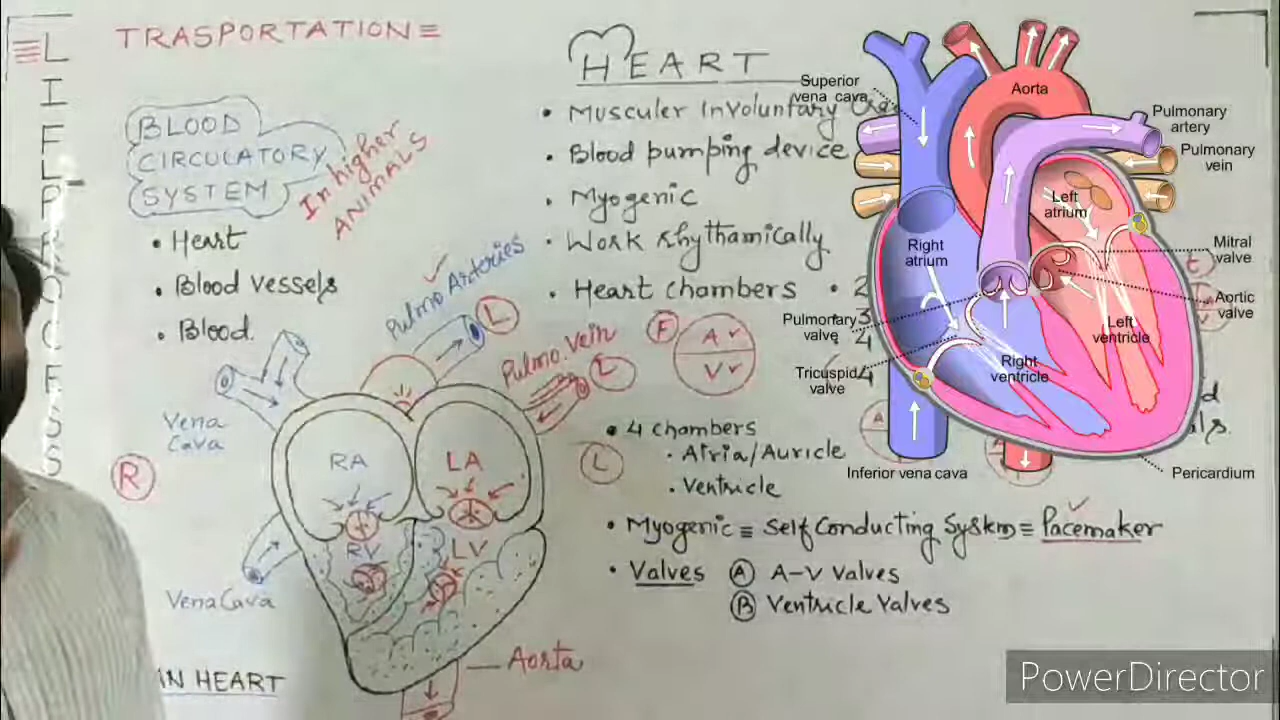 TRASPORTATION
LIFE PROCESS
BLOOD
CIRCULATORY
SYSTEM
In higher
ANIMALS
• Heart
• Blood vessels
• Blood.
HEART
• Musculer Involuntary
• Blood pumping device
• Myogenic
• Work rhythamically
• Heart chambers • 2
3
4
4
• 4 chambers
• Atria/Auricle
• Ventricle
• Myogenic = Self Conducting System = Pacemaker
• Valves Ⓐ A-V Valves
Ⓑ Ventricle Valves
Pulmo Arteries
L
Pulmo. vein
L
F
A
V
Vena
Cava
R
L
RA
LA
RV
LV
Vena Cava
Aorta
IN HEART
Superior
vena cava
Aorta
Pulmonary
artery
Pulmonary
vein
Left
atrium
Right
atrium
Mitral
valve
Aortic
valve
Pulmonary
valve
Left
ventricle
Tricuspid
valve
Right
ventricle
Inferior vena cava
Pericardium
PowerDirector